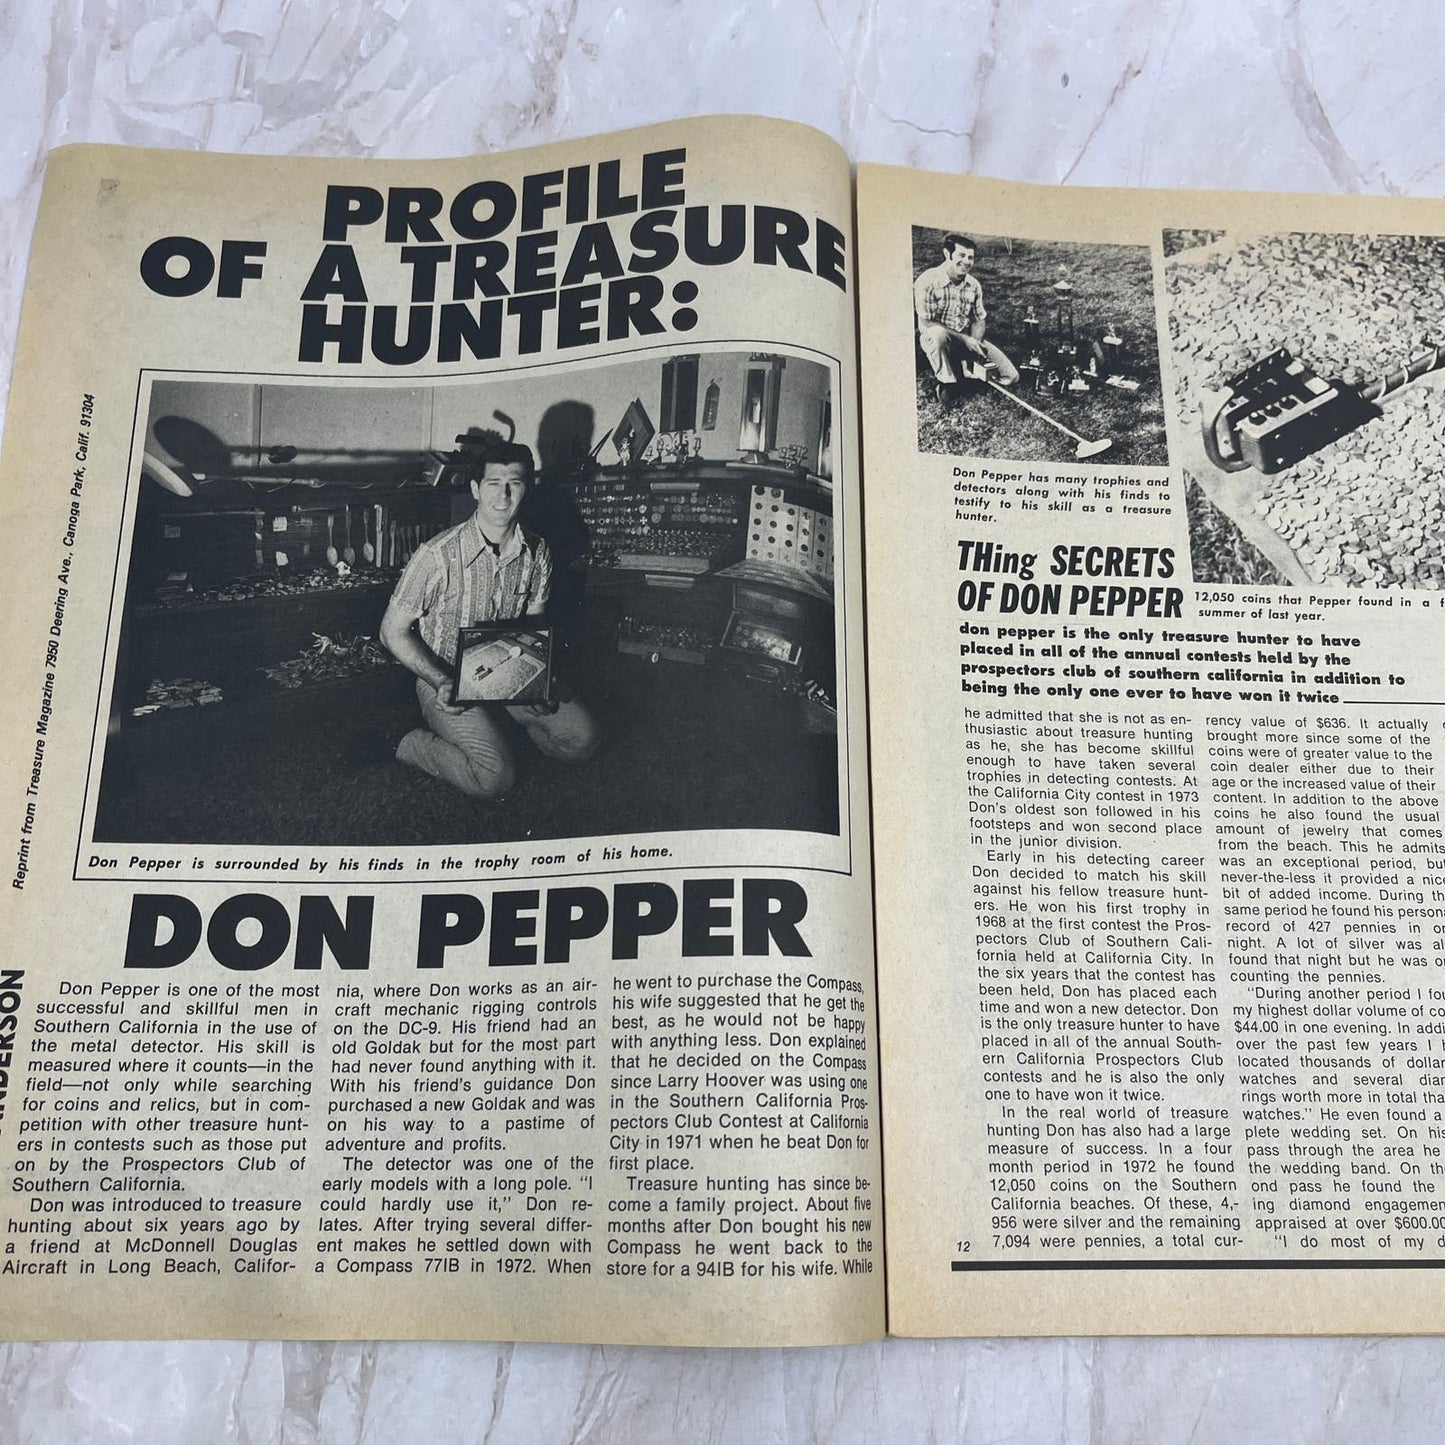 PROFILE
OF A TREASURE
HUNTER:
Reprint from Treasure Magazine 7950 Deering Ave., Canoga Park, Calif. 91304
Don Pepper is surrounded by his finds in the trophy room of his home.
DON PEPPER
Don Pepper is one of the most
successful and skillful men in
Southern California in the use of
the metal detector. His skill is
measured where it counts—in the
field—not only while searching
for coins and relics, but in com-
petition with other treasure hunt-
ers in contests such as those put
on by the Prospectors Club of
Southern California.
Don was introduced to treasure
hunting about six years ago by
a friend at McDonnell Douglas
Aircraft in Long Beach, Califor-
nia, where Don works as an air-
craft mechanic rigging controls
on the DC-9. His friend had an
old Goldak but for the most part
had never found anything with it.
With his friend's guidance Don
purchased a new Goldak and was
on his way to a pastime of
adventure and profits.
The detector was one of the
early models with a long pole. "I
could hardly use it," Don re-
lates. After trying several differ-
ent makes he settled down with
a Compass 77IB in 1972. When
he went to purchase the Compass,
his wife suggested that he get the
best, as he would not be happy
with anything less. Don explained
that he decided on the Compass
since Larry Hoover was using one
in the Southern California Pros-
pectors Club Contest at California
City in 1971 when he beat Don for
first place.
Treasure hunting has since be-
come a family project. About five
months after Don bought his new
Compass he went back to the
store for a 94IB for his wife. While
Don Pepper has many trophies and
detectors along with his finds to
testify to his skill as a treasure
hunter.
12,050 coins that Pepper found in a
summer of last year.
THing SECRETS
OF DON PEPPER
don pepper is the only treasure hunter to have
placed in all of the annual contests held by the
prospectors club of southern california in addition to
being the only one ever to have won it twice
he admitted that she is not as en-
thusiastic about treasure hunting
as he, she has become skillful
enough to have taken several
trophies in detecting contests. At
the California City contest in 1973
Don's oldest son followed in his
footsteps and won second place
in the junior division.
Early in his detecting career
Don decided to match his skill
against his fellow treasure hunt-
ers. He won his first trophy in
1968 at the first contest the Pros-
pectors Club of Southern Cali-
fornia held at California City. In
the six years that the contest has
been held, Don has placed each
time and won a new detector. Don
is the only treasure hunter to have
placed in all of the annual South-
ern California Prospectors Club
contests and he is also the only
one to have won it twice.
In the real world of treasure
hunting Don has also had a large
measure of success. In a four
month period in 1972 he found
12,050 coins on the Southern
California beaches. Of these, 4,-
956 were silver and the remaining
7,094 were pennies, a total cur-
rency value of $636. It actually
brought more since some of the
coins were of greater value to the
coin dealer either due to their
age or the increased value of their
content. In addition to the above
coins he also found the usual
amount of jewelry that comes
from the beach. This he admits
was an exceptional period, but
never-the-less it provided a nice
bit of added income. During th
same period he found his person
record of 427 pennies in on
night. A lot of silver was al
found that night but he was on
counting the pennies.
"During another period I fou
my highest dollar volume of co
$44.00 in one evening. In addi
over the past few years I h
located thousands of dollar
watches and several diam
rings worth more in total tha
watches." He even found a
plete wedding set. On his
pass through the area he
the wedding band. On th
ond pass he found the
ing diamond engagemen
appraised at over $600.00
"I do most of my d
12